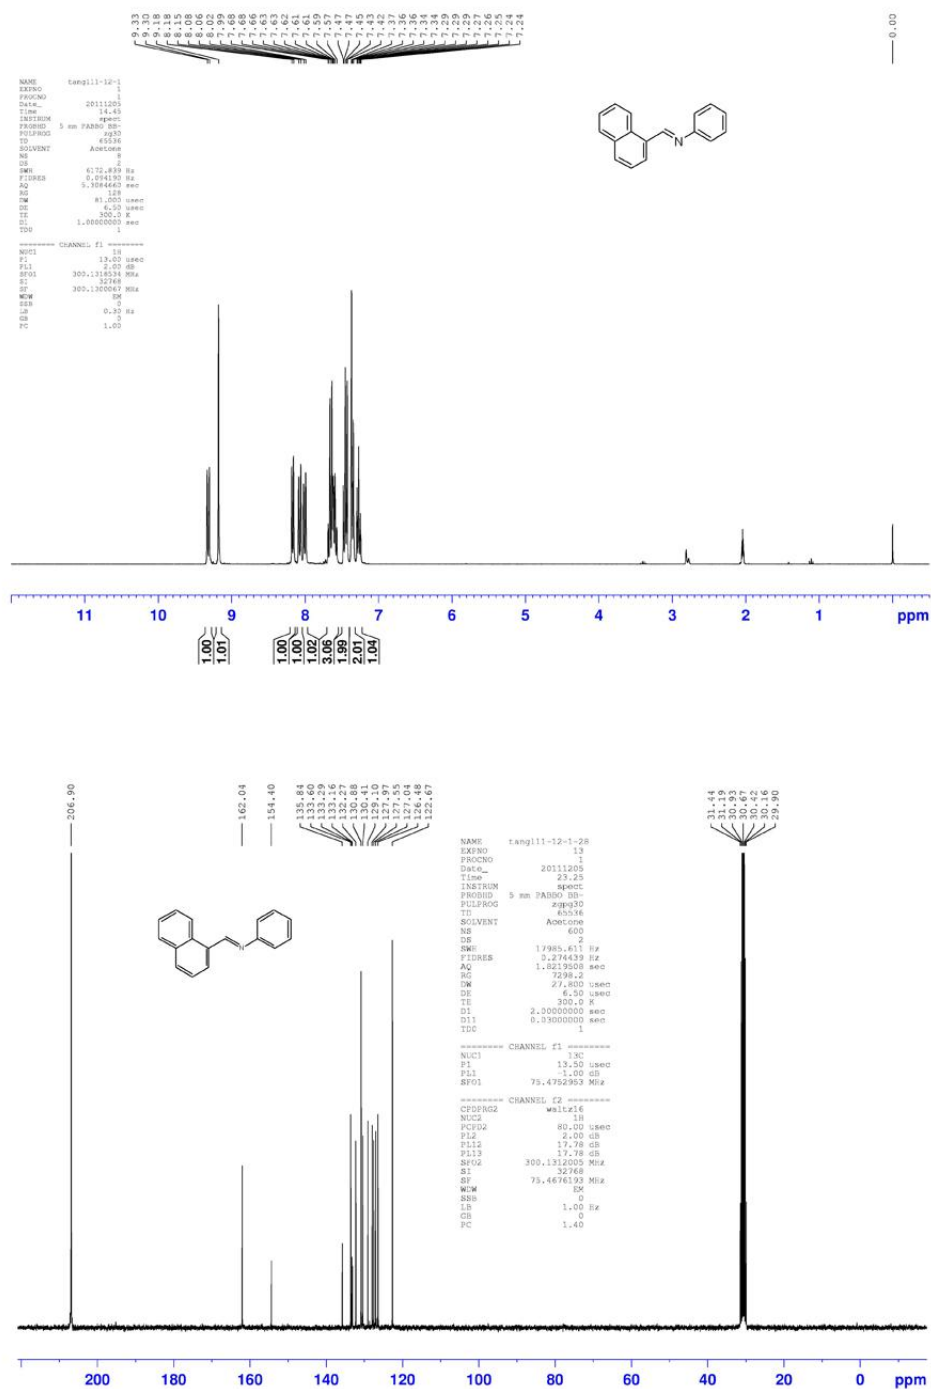 9.33 9.30 9.18 8.18 8.15 8.08 8.06 8.02 7.99 7.68 7.68 7.66 7.63 7.63 7.62 7.61 7.61 7.59 7.57 7.47 7.47 7.45 7.43 7.42 7.37 7.36 7.36 7.34 7.34 7.29 7.29 7.29 7.27 7.26 7.25 7.24 7.24
0.00
NAME tang111-12-1
EXPNO 1
PROCNO 1
Date_ 20111205
Time 14.45
INSTRUM spect
PROBHD 5 mm PABBO BB-
PULPROG zg30
TD 65536
SOLVENT Acetone
NS 8
DS 2
SWH 6172.839 Hz
FIDRES 0.094190 Hz
AQ 5.3084660 sec
RG 128
DW 81.000 usec
DE 6.50 usec
TE 300.0 K
D1 1.00000000 sec
TD0 1
======== CHANNEL f1 ========
NUC1 1H
P1 13.00 usec
PL1 2.00 dB
SFO1 300.1318534 MHz
SI 32768
SF 300.1300067 MHz
WDW EM
SSB 0
LB 0.30 Hz
GB 0
PC 1.00
N
11 10 9 8 7 6 5 4 3 2 1 ppm
1.00 1.01 1.00 1.00 1.02 3.06 1.99 2.01 1.04
206.90
162.04
154.40
135.84 133.60 133.29 133.16 132.27 130.88 130.41 129.10 127.97 127.55 127.04 126.48 122.67
31.44 31.19 30.93 30.67 30.42 30.16 29.90
N
NAME tang111-12-1-28
EXPNO 13
PROCNO 1
Date_ 20111205
Time 23.25
INSTRUM spect
PROBHD 5 mm PABBO BB-
PULPROG zgpg30
TD 65536
SOLVENT Acetone
NS 600
DS 2
SWH 17985.611 Hz
FIDRES 0.274439 Hz
AQ 1.8219508 sec
RG 7298.2
DW 27.800 usec
DE 6.50 usec
TE 300.0 K
D1 2.00000000 sec
D11 0.03000000 sec
TD0 1
======== CHANNEL f1 ========
NUC1 13C
P1 13.50 usec
PL1 -1.00 dB
SFO1 75.4752953 MHz
======== CHANNEL f2 ========
CPDPRG2 waltz16
NUC2 1H
PCPD2 80.00 usec
PL2 2.00 dB
PL12 17.78 dB
PL13 17.78 dB
SFO2 300.1312005 MHz
SI 32768
SF 75.4676193 MHz
WDW EM
SSB 0
LB 1.00 Hz
GB 0
PC 1.40
200 180 160 140 120 100 80 60 40 20 0 ppm